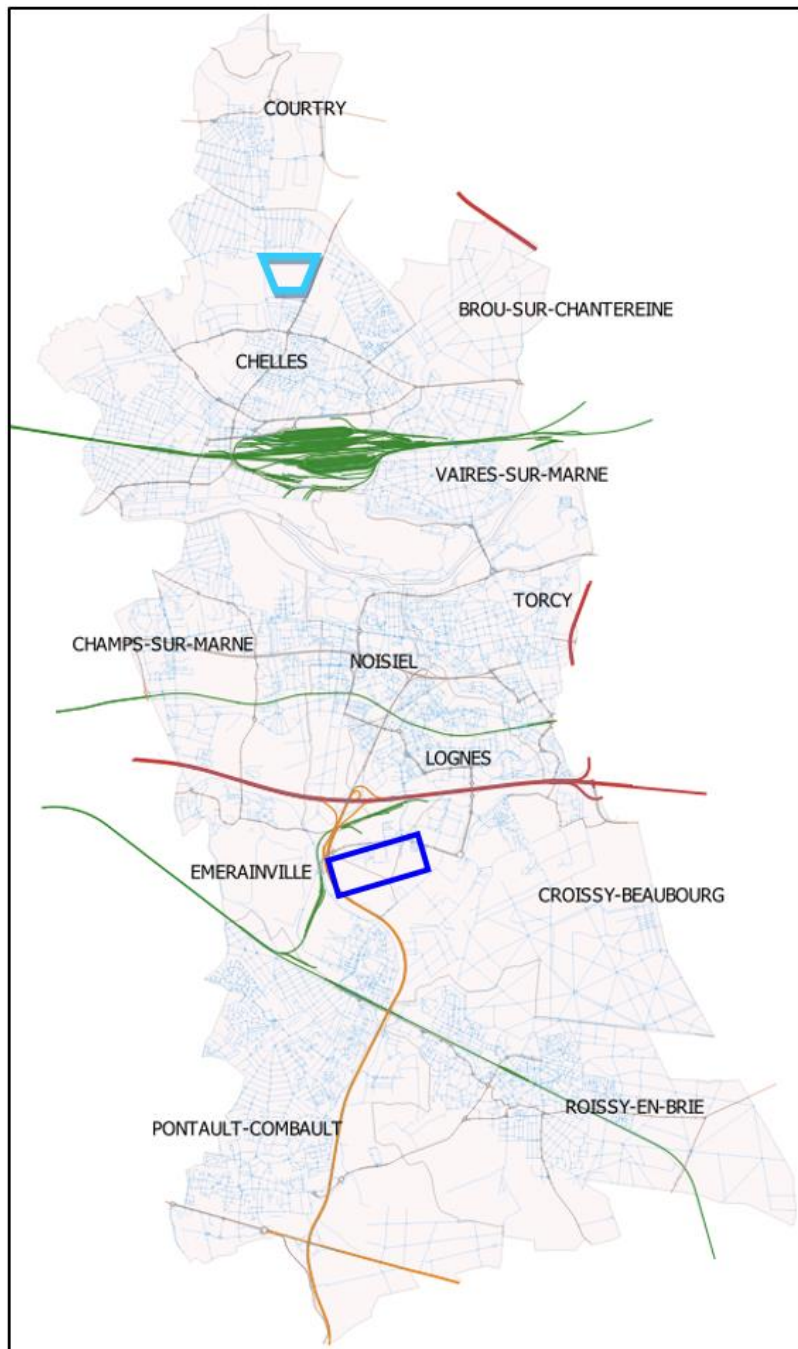 COURTRY
BROU-SUR-CHANTEREINE
CHELLES
VAIRES-SUR-MARNE
TORCY
CHAMPS-SUR-MARNE
NOISIEL
LOGNES
EMERAINVILLE
CROISSY-BEAUBOURG
ROISSY-EN-BRIE
PONTAULT-COMBAULT